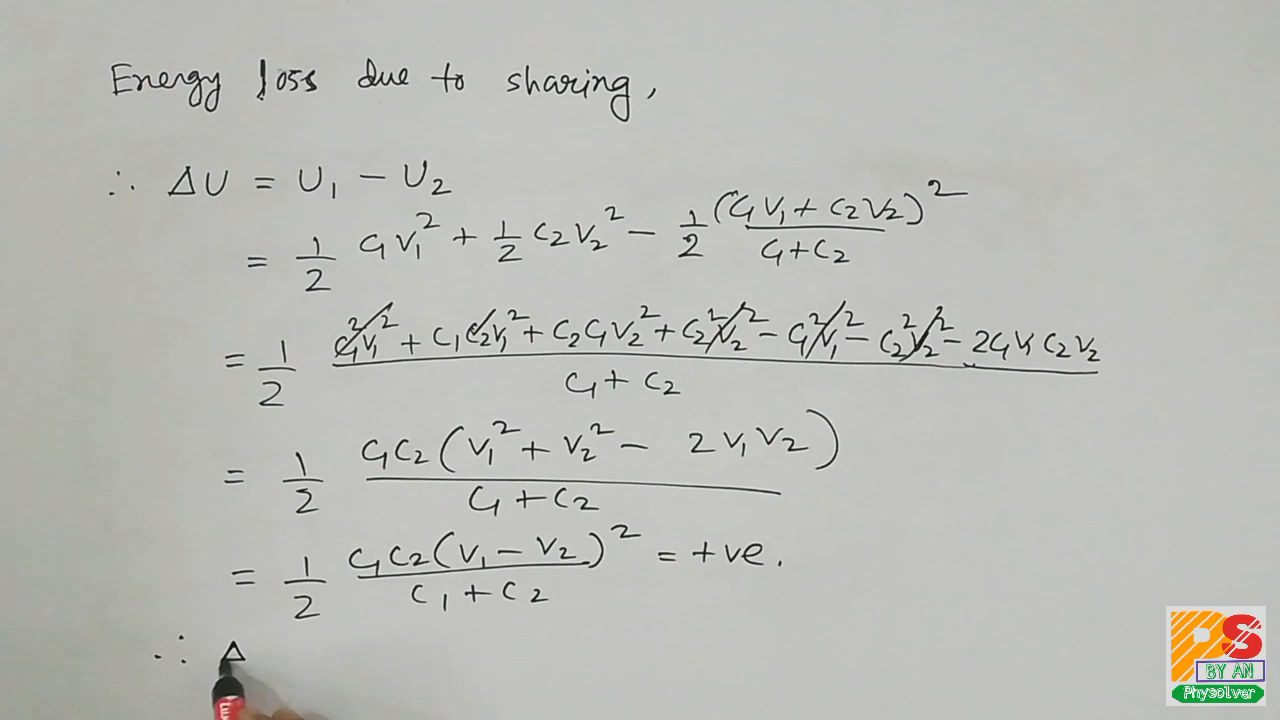 Energy loss due to sharing,
∴ ΔU = U₁ − U₂
= 1/2 C₁V₁² + 1/2 C₂V₂² − 1/2 (C₁V₁ + C₂V₂)² / C₁+C₂
= 1/2 C₁²V₁² + C₁C₂V₁² + C₂C₁V₂² + C₂²V₂² − C₁²V₁² − C₂²V₂² − 2C₁V₁C₂V₂ / C₁+C₂
= 1/2 C₁C₂(V₁² + V₂² − 2V₁V₂) / C₁+C₂
= 1/2 C₁C₂(V₁ − V₂)² / C₁+C₂ = +ve.
∴ Δ
PS
BY AN
Physolver